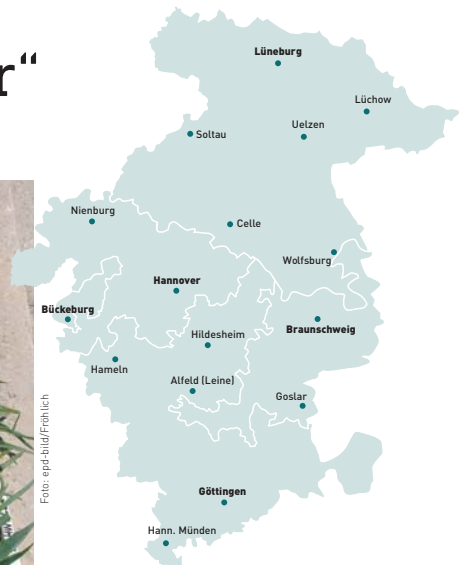 r“
Lüneburg
Lüchow
Uelzen
Soltau
Nienburg
Celle
Wolfsburg
Hannover
Bückeburg
Braunschweig
Hildesheim
Hameln
Alfeld (Leine)
Goslar
Foto: epd-bild/Fröhlich
Göttingen
Hann. Münden